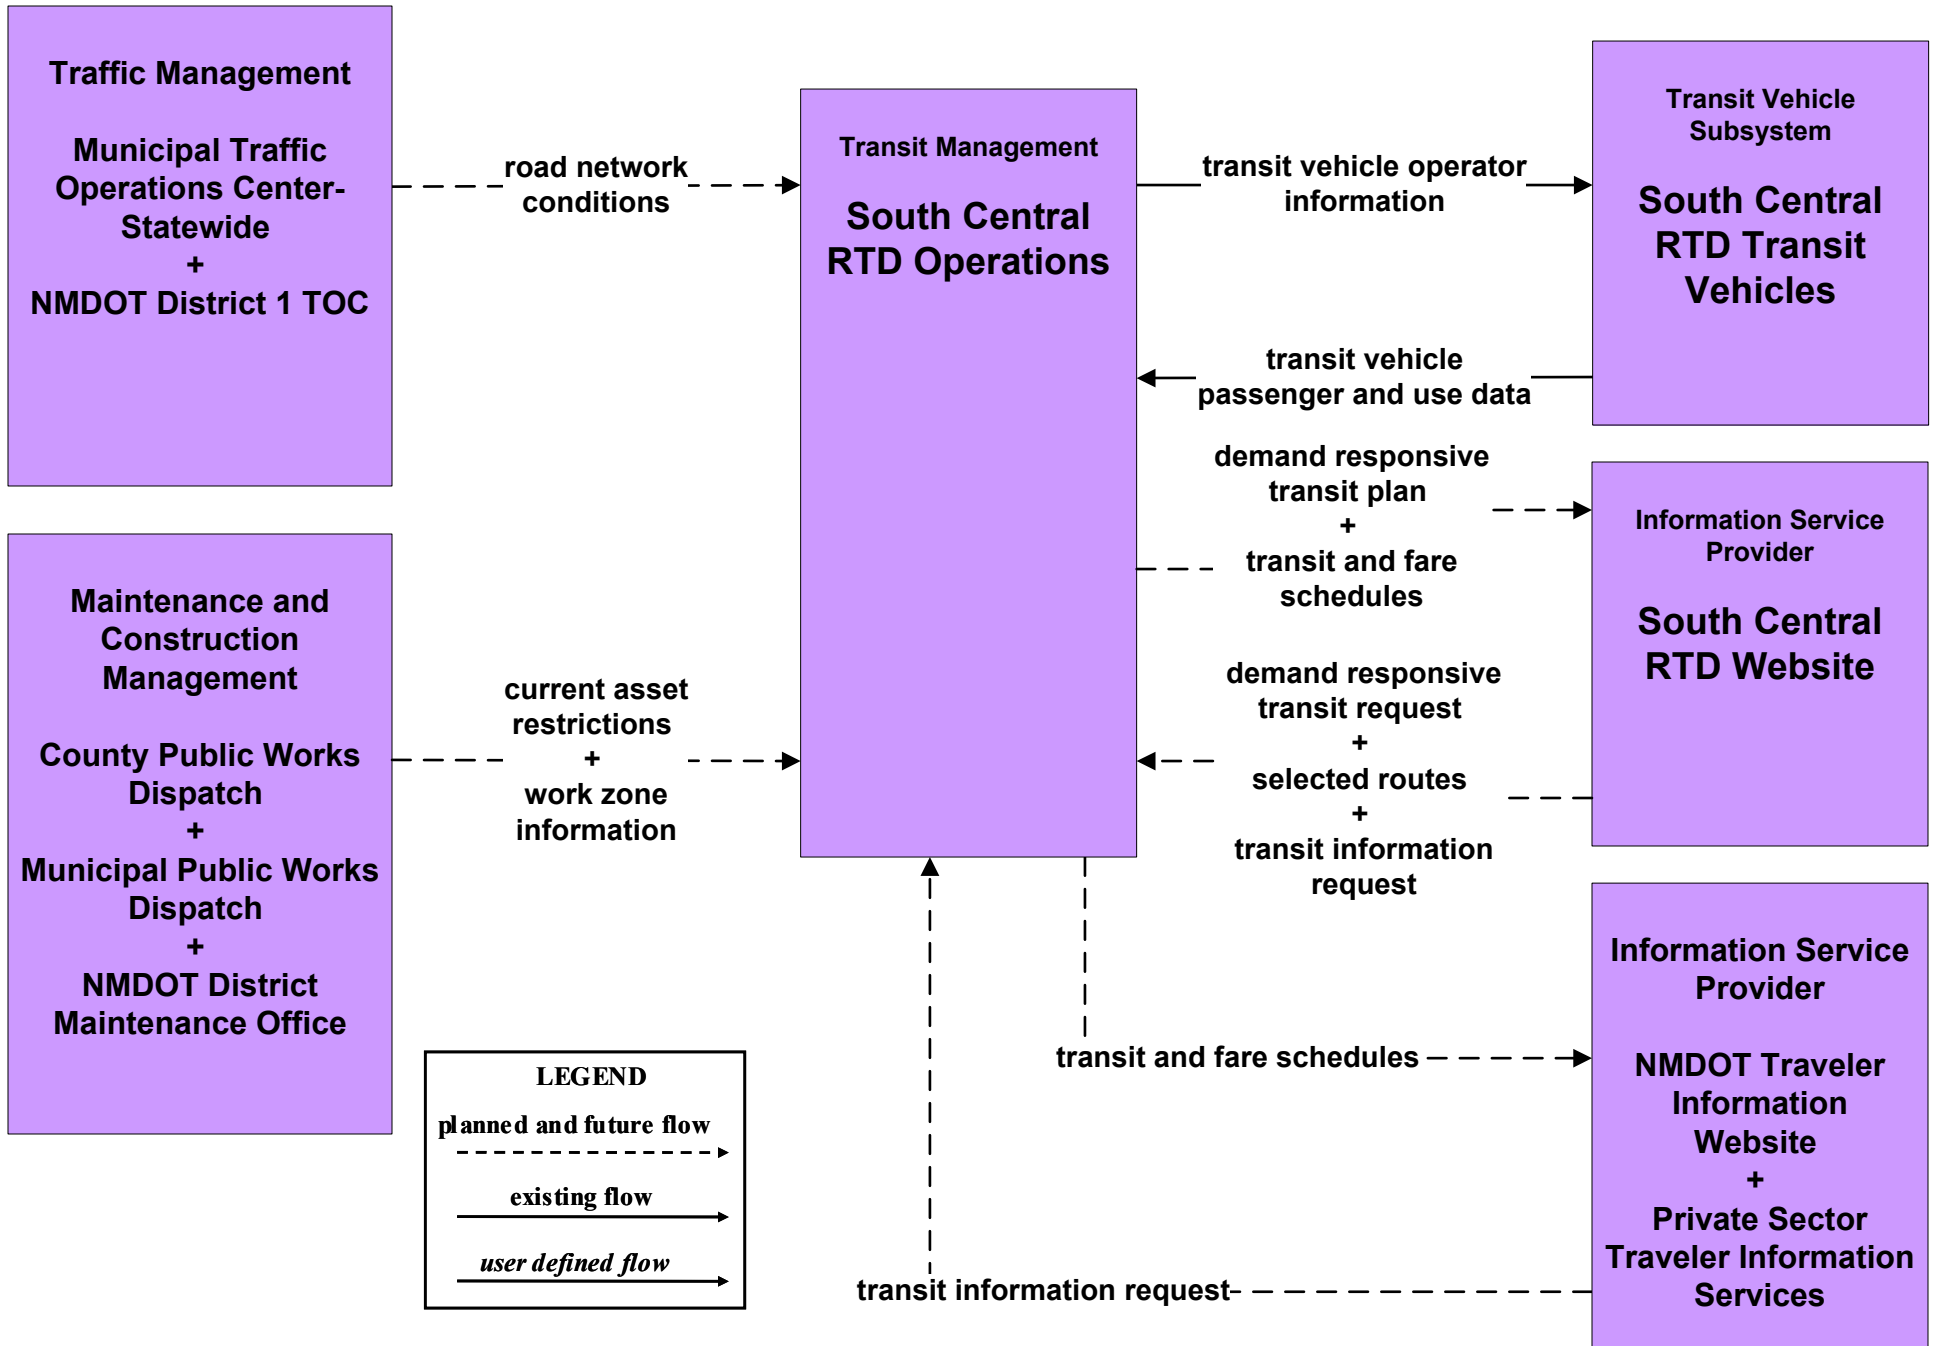 Traffic Management
Municipal Traffic
Operations Center-
Statewide
+
NMDOT District 1 TOC
road network
conditions
Transit Management
South Central
RTD Operations
transit vehicle operator
information
Transit Vehicle
Subsystem
South Central
RTD Transit
Vehicles
transit vehicle
passenger and use data
demand responsive
transit plan
+
transit and fare
schedules
Information Service
Provider
South Central
RTD Website
demand responsive
transit request
+
selected routes
+
transit information
request
Maintenance and
Construction
Management
County Public Works
Dispatch
+
Municipal Public Works
Dispatch
+
NMDOT District
Maintenance Office
current asset
restrictions
+
work zone
information
Information Service
Provider
NMDOT Traveler
Information
Website
+
Private Sector
Traveler Information
Services
transit and fare schedules
transit information request
LEGEND
planned and future flow
existing flow
user defined flow